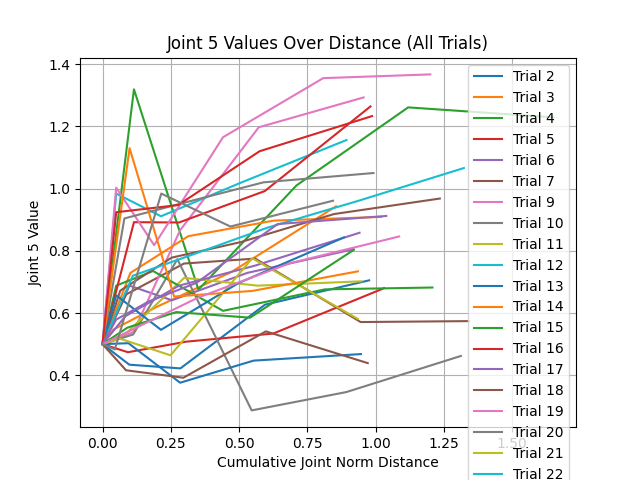 Joint 5 Values Over Distance (All Trials)
Joint 5 Value
1.4
1.2
1.0
0.8
0.6
0.4
0.00
0.25
0.50
0.75
1.00
1.25
1.50
Cumulative Joint Norm Distance
Trial 2
Trial 3
Trial 4
Trial 5
Trial 6
Trial 7
Trial 9
Trial 10
Trial 11
Trial 12
Trial 13
Trial 14
Trial 15
Trial 16
Trial 17
Trial 18
Trial 19
Trial 20
Trial 21
Trial 22